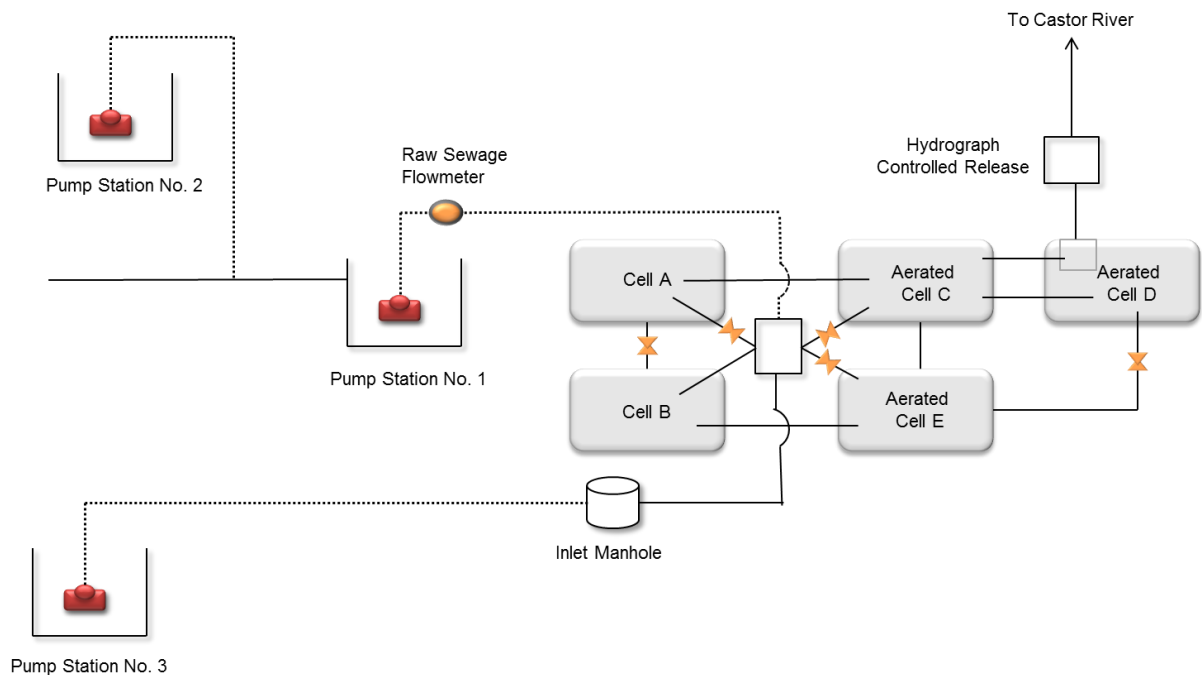 To Castor River
Hydrograph
Controlled Release
Raw Sewage
Flowmeter
Pump Station No. 2
Cell A
Aerated
Cell C
Aerated
Cell D
Pump Station No. 1
Cell B
Aerated
Cell E
Inlet Manhole
Pump Station No. 3